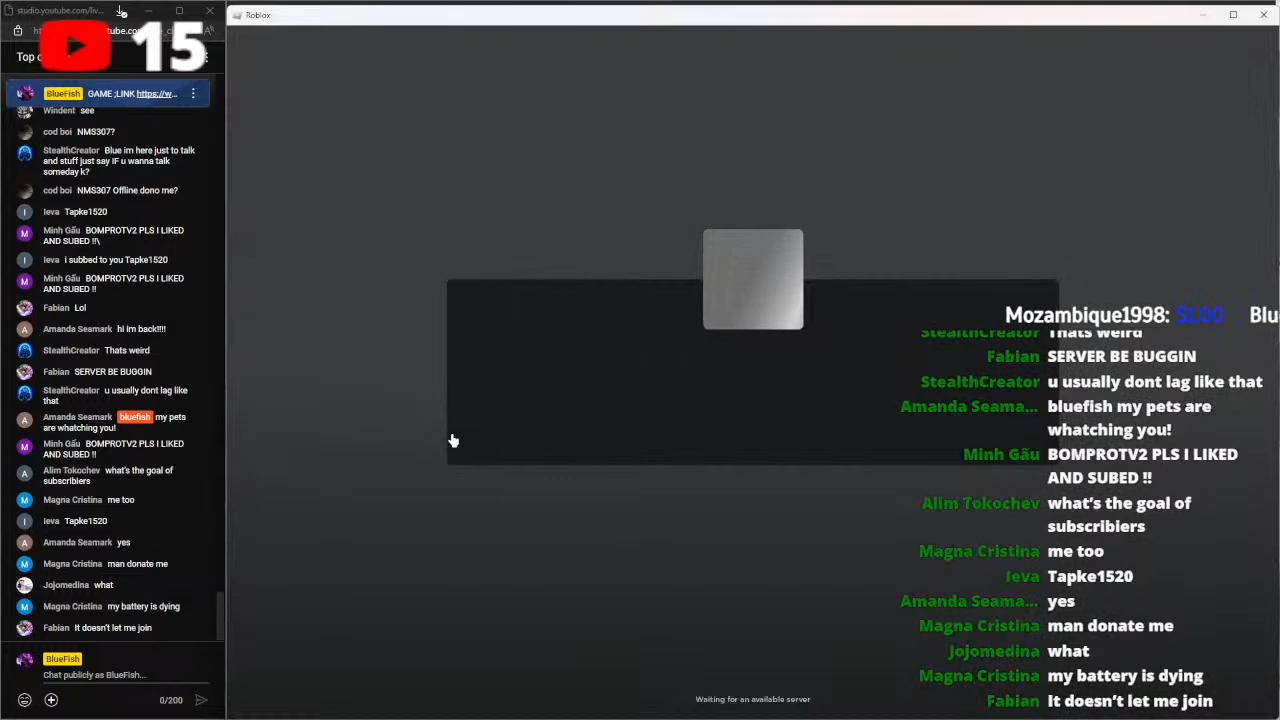 studio.youtube.com/liv...
15
Top c
BlueFish GAME ;LINK https://w...
Windent see
cod boi NMS307?
StealthCreator Blue im here just to talk
and stuff just say IF u wanna talk
someday k?
cod boi NMS307 Offline dono me?
Ieva Tapke1520
Minh Gấu BOMPROTV2 PLS I LIKED
AND SUBED !!\
Ieva i subbed to you Tapke1520
Minh Gấu BOMPROTV2 PLS I LIKED
AND SUBED !!
Fabian Lol
Amanda Seamark hi im back!!!!
StealthCreator Thats weird
Fabian SERVER BE BUGGIN
StealthCreator u usually dont lag like
that
Amanda Seamark bluefish my pets
are whatching you!
Minh Gấu BOMPROTV2 PLS I LIKED
AND SUBED !!
Alim Tokochev what's the goal of
subscribiers
Magna Cristina me too
Ieva Tapke1520
Amanda Seamark yes
Magna Cristina man donate me
Jojomedina what
Magna Cristina my battery is dying
Fabian It doesn't let me join
BlueFish
Chat publicly as BlueFish...
0/200
Roblox
Waiting for an available server
Mozambique1998: $1.00 Blu
StealthCreator Thats weird
Fabian SERVER BE BUGGIN
StealthCreator u usually dont lag like that
Amanda Seama... bluefish my pets are
whatching you!
Minh Gấu BOMPROTV2 PLS I LIKED
AND SUBED !!
Alim Tokochev what's the goal of
subscribiers
Magna Cristina me too
Ieva Tapke1520
Amanda Seama... yes
Magna Cristina man donate me
Jojomedina what
Magna Cristina my battery is dying
Fabian It doesn't let me join